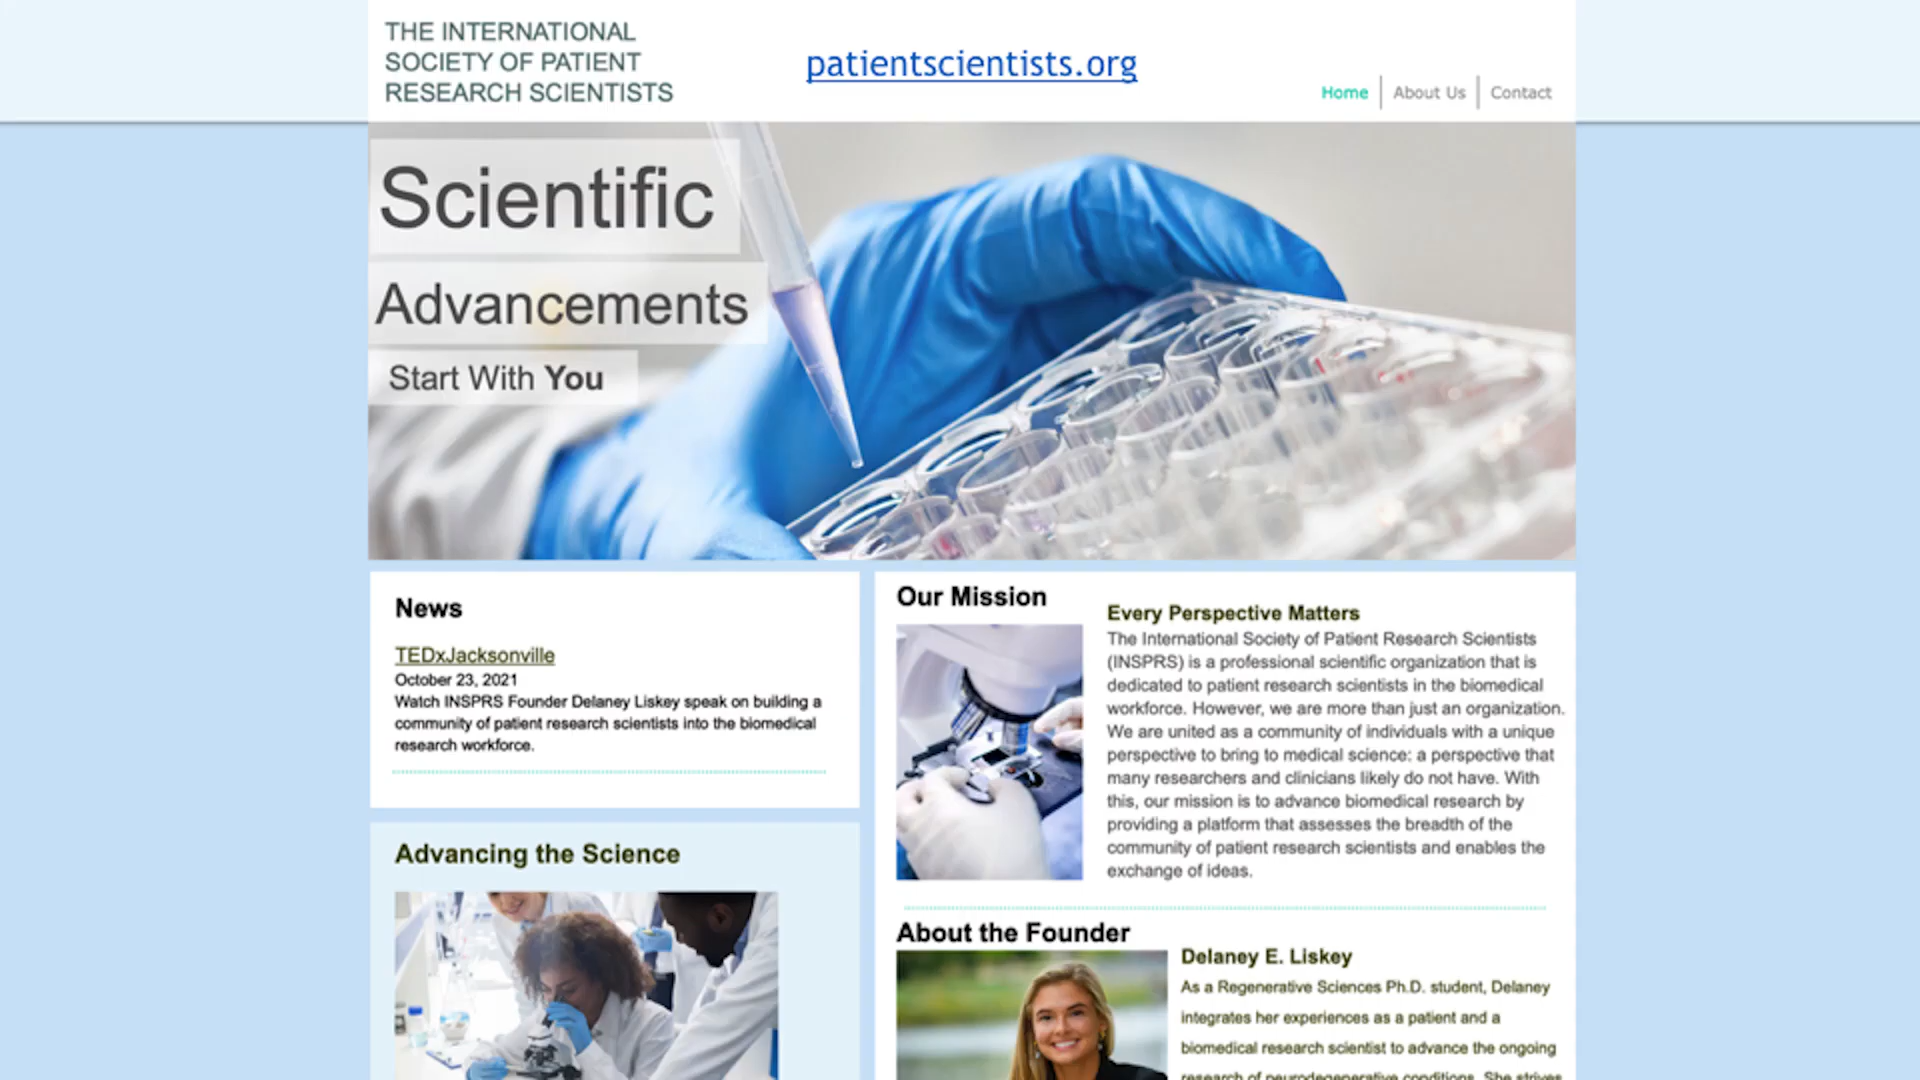 THE INTERNATIONAL
SOCIETY OF PATIENT
RESEARCH SCIENTISTS
patientscientists.org
Home
About Us
Contact
Scientific
Advancements
Start With You
News
TEDxJacksonville
October 23, 2021
Watch INSPRS Founder Delaney Liskey speak on building a
community of patient research scientists into the biomedical
research workforce.
Advancing the Science
Our Mission
Every Perspective Matters
The International Society of Patient Research Scientists
(INSPRS) is a professional scientific organization that is
dedicated to patient research scientists in the biomedical
workforce. However, we are more than just an organization.
We are united as a community of individuals with a unique
perspective to bring to medical science: a perspective that
many researchers and clinicians likely do not have. With
this, our mission is to advance biomedical research by
providing a platform that assesses the breadth of the
community of patient research scientists and enables the
exchange of ideas.
About the Founder
Delaney E. Liskey
As a Regenerative Sciences Ph.D. student, Delaney
integrates her experiences as a patient and a
biomedical research scientist to advance the ongoing
research of neurodegenerative conditions. She strives